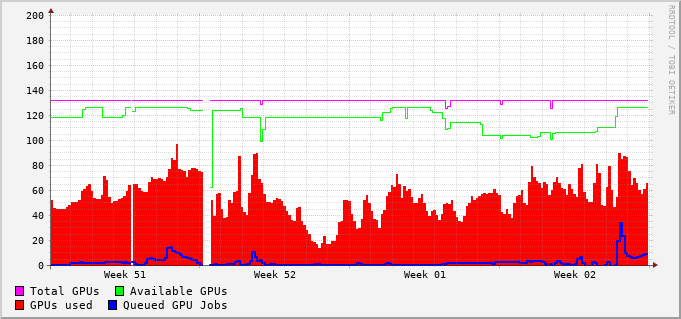 200
180
160
140
120
100
80
60
40
20
0
Week 51 Week 52 Week 01 Week 02
Total GPUs Available GPUs
GPUs used Queued GPU Jobs
RRDTOOL / TOBI OETIKER